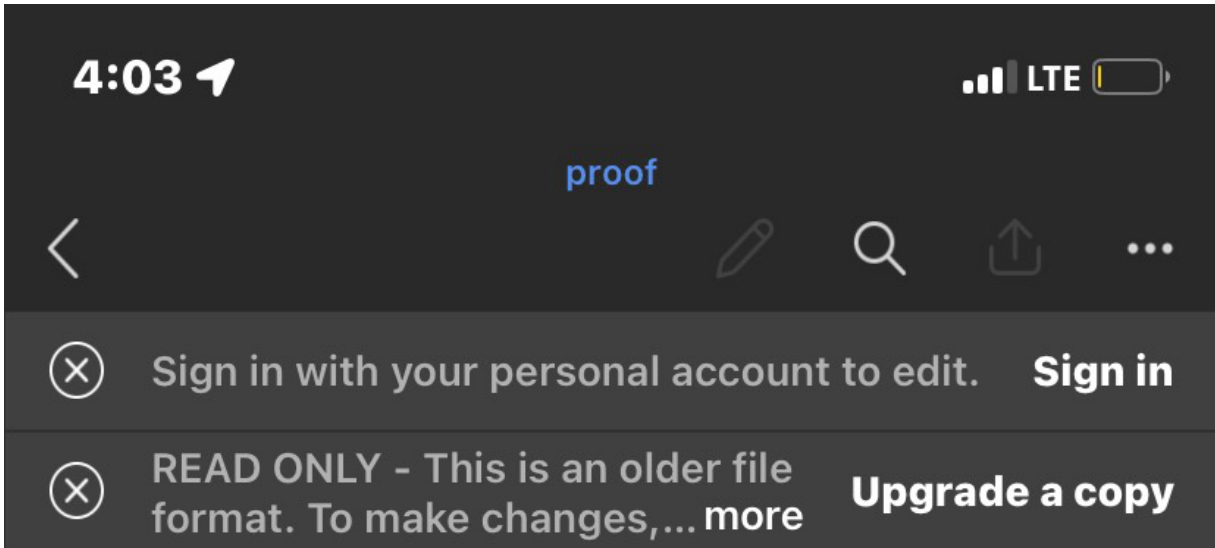 4:03 LTE
proof
Sign in with your personal account to edit. Sign in
READ ONLY - This is an older file
format. To make changes,... more Upgrade a copy